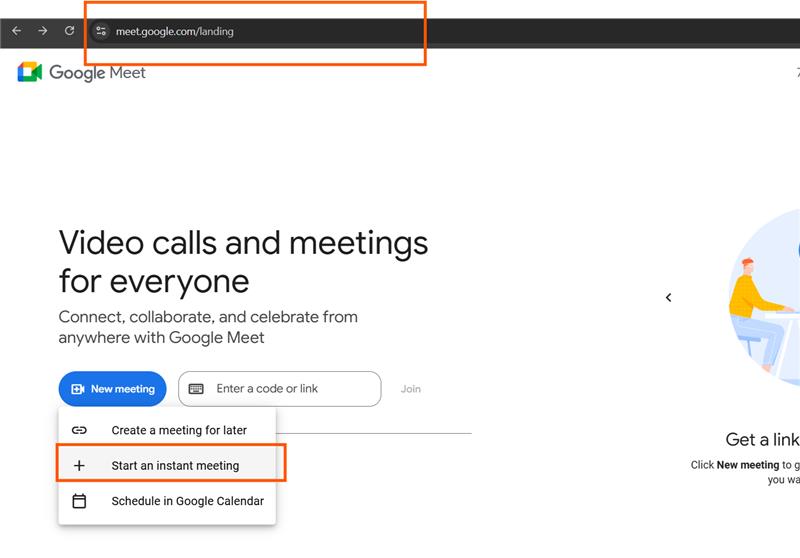 meet.google.com/landing
Google Meet
Video calls and meetings
for everyone
Connect, collaborate, and celebrate from
anywhere with Google Meet
New meeting
Enter a code or link
Join
Create a meeting for later
Start an instant meeting
Schedule in Google Calendar
Get a link
Click New meeting to g
you wa